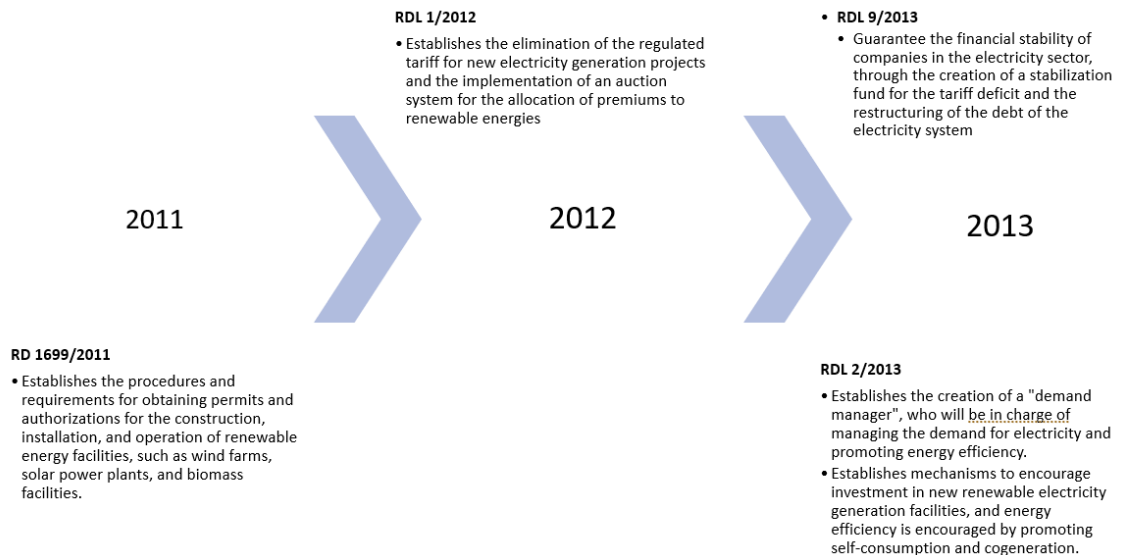 RDL 1/2012
• Establishes the elimination of the regulated
tariff for new electricity generation projects
and the implementation of an auction
system for the allocation of premiums to
renewable energies
• RDL 9/2013
• Guarantee the financial stability of
companies in the electricity sector,
through the creation of a stabilization
fund for the tariff deficit and the
restructuring of the debt of the
electricity system
2011
2012
2013
RD 1699/2011
• Establishes the procedures and
requirements for obtaining permits and
authorizations for the construction,
installation, and operation of renewable
energy facilities, such as wind farms,
solar power plants, and biomass
facilities.
RDL 2/2013
• Establishes the creation of a "demand
manager", who will be in charge of
managing the demand for electricity and
promoting energy efficiency.
• Establishes mechanisms to encourage
investment in new renewable electricity
generation facilities, and energy
efficiency is encouraged by promoting
self-consumption and cogeneration.